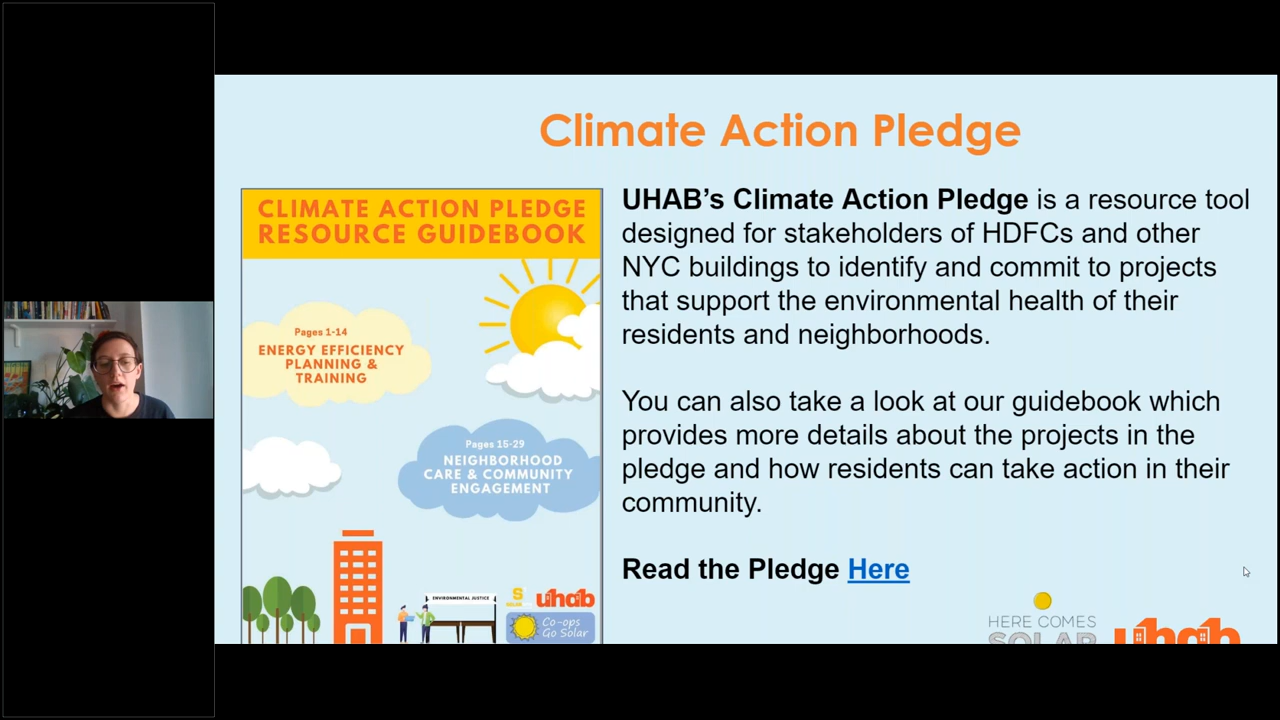 Climate Action Pledge
CLIMATE ACTION PLEDGE
RESOURCE GUIDEBOOK
Pages 1-14
ENERGY EFFICIENCY
PLANNING &
TRAINING
Pages 15-29
NEIGHBORHOOD
CARE & COMMUNITY
ENGAGEMENT
ENVIRONMENTAL JUSTICE
S
uhab
Co-ops
Go Solar
UHAB’s Climate Action Pledge is a resource tool
designed for stakeholders of HDFCs and other
NYC buildings to identify and commit to projects
that support the environmental health of their
residents and neighborhoods.
You can also take a look at our guidebook which
provides more details about the projects in the
pledge and how residents can take action in their
community.
Read the Pledge Here
HERE COMES
SOLAR
uhab